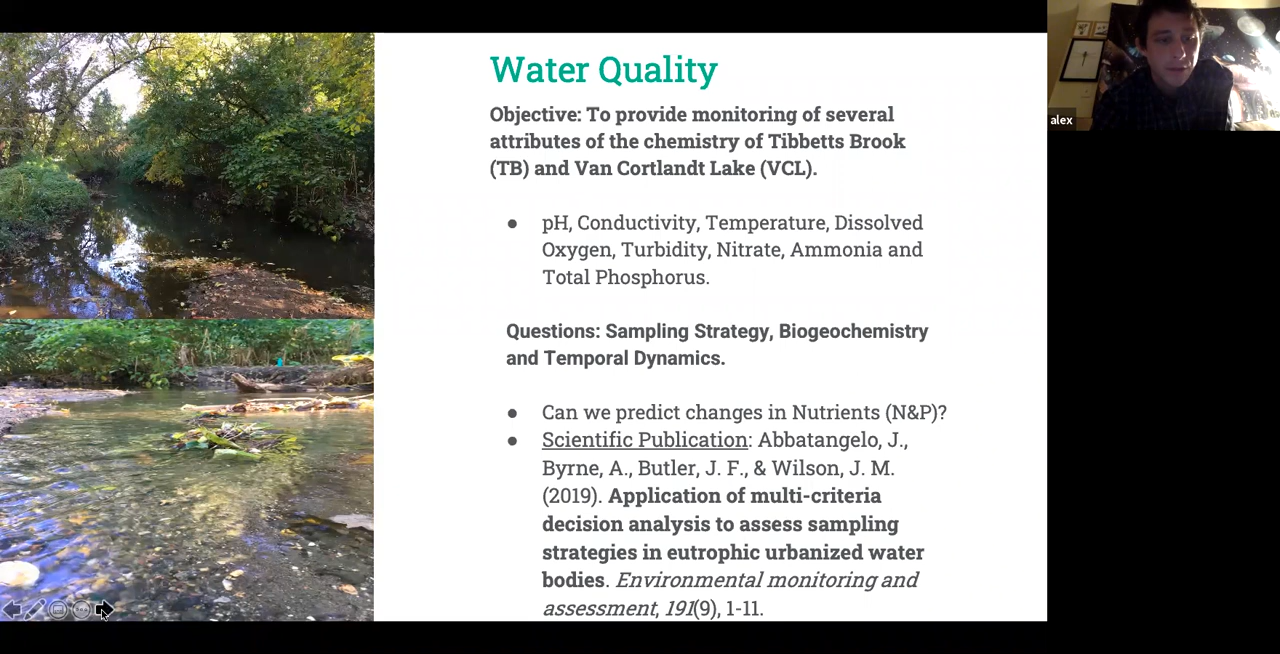 Water Quality
Objective: To provide monitoring of several
attributes of the chemistry of Tibbetts Brook
(TB) and Van Cortlandt Lake (VCL).
● pH, Conductivity, Temperature, Dissolved
Oxygen, Turbidity, Nitrate, Ammonia and
Total Phosphorus.
Questions: Sampling Strategy, Biogeochemistry
and Temporal Dynamics.
● Can we predict changes in Nutrients (N&P)?
● Scientific Publication: Abbatangelo, J.,
Byrne, A., Butler, J. F., & Wilson, J. M.
(2019). Application of multi-criteria
decision analysis to assess sampling
strategies in eutrophic urbanized water
bodies. Environmental monitoring and
assessment, 191(9), 1-11.
alex